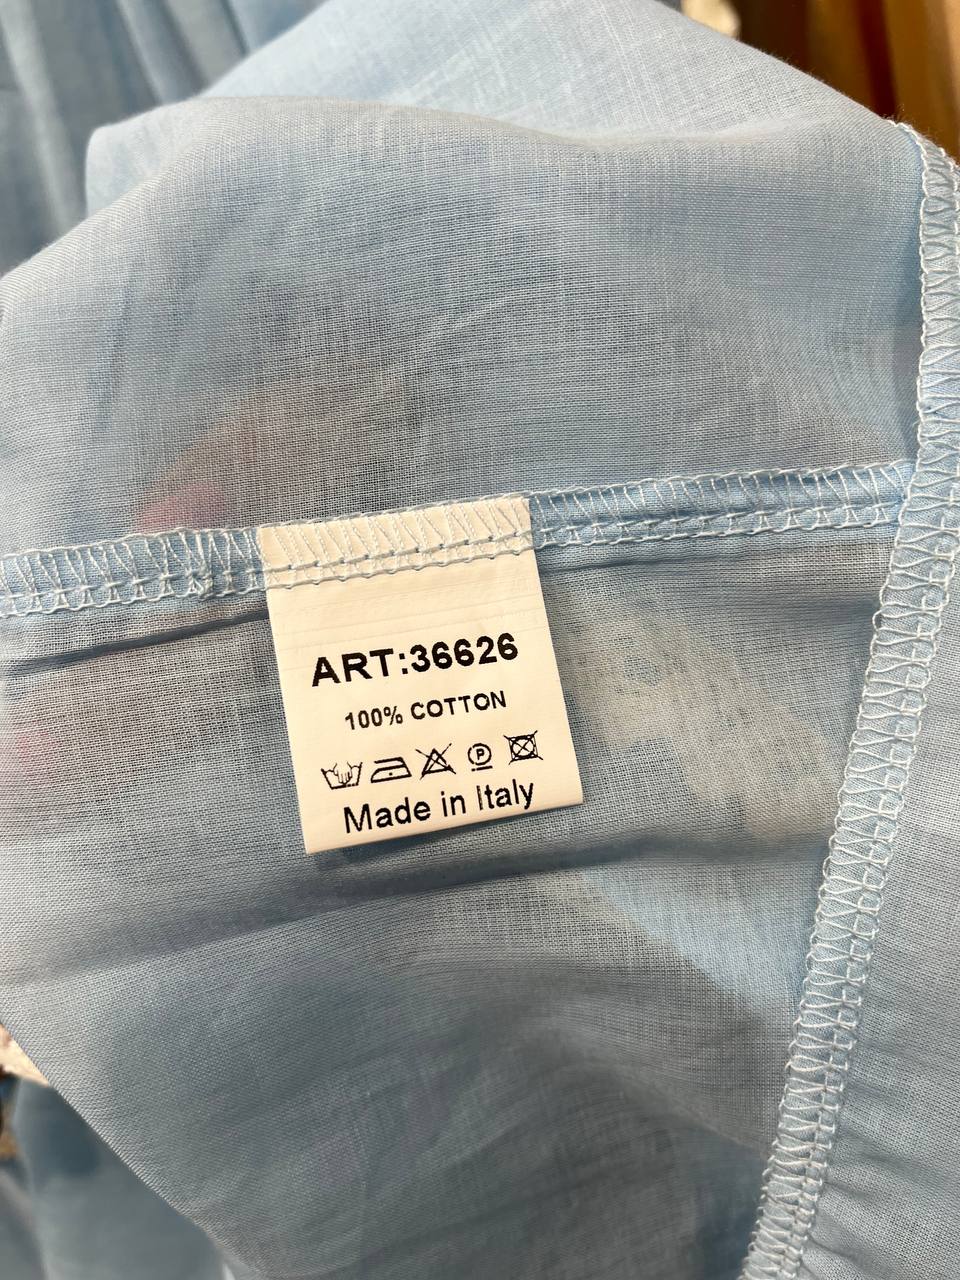 ART:36626
100% COTTON
P
Made in Italy